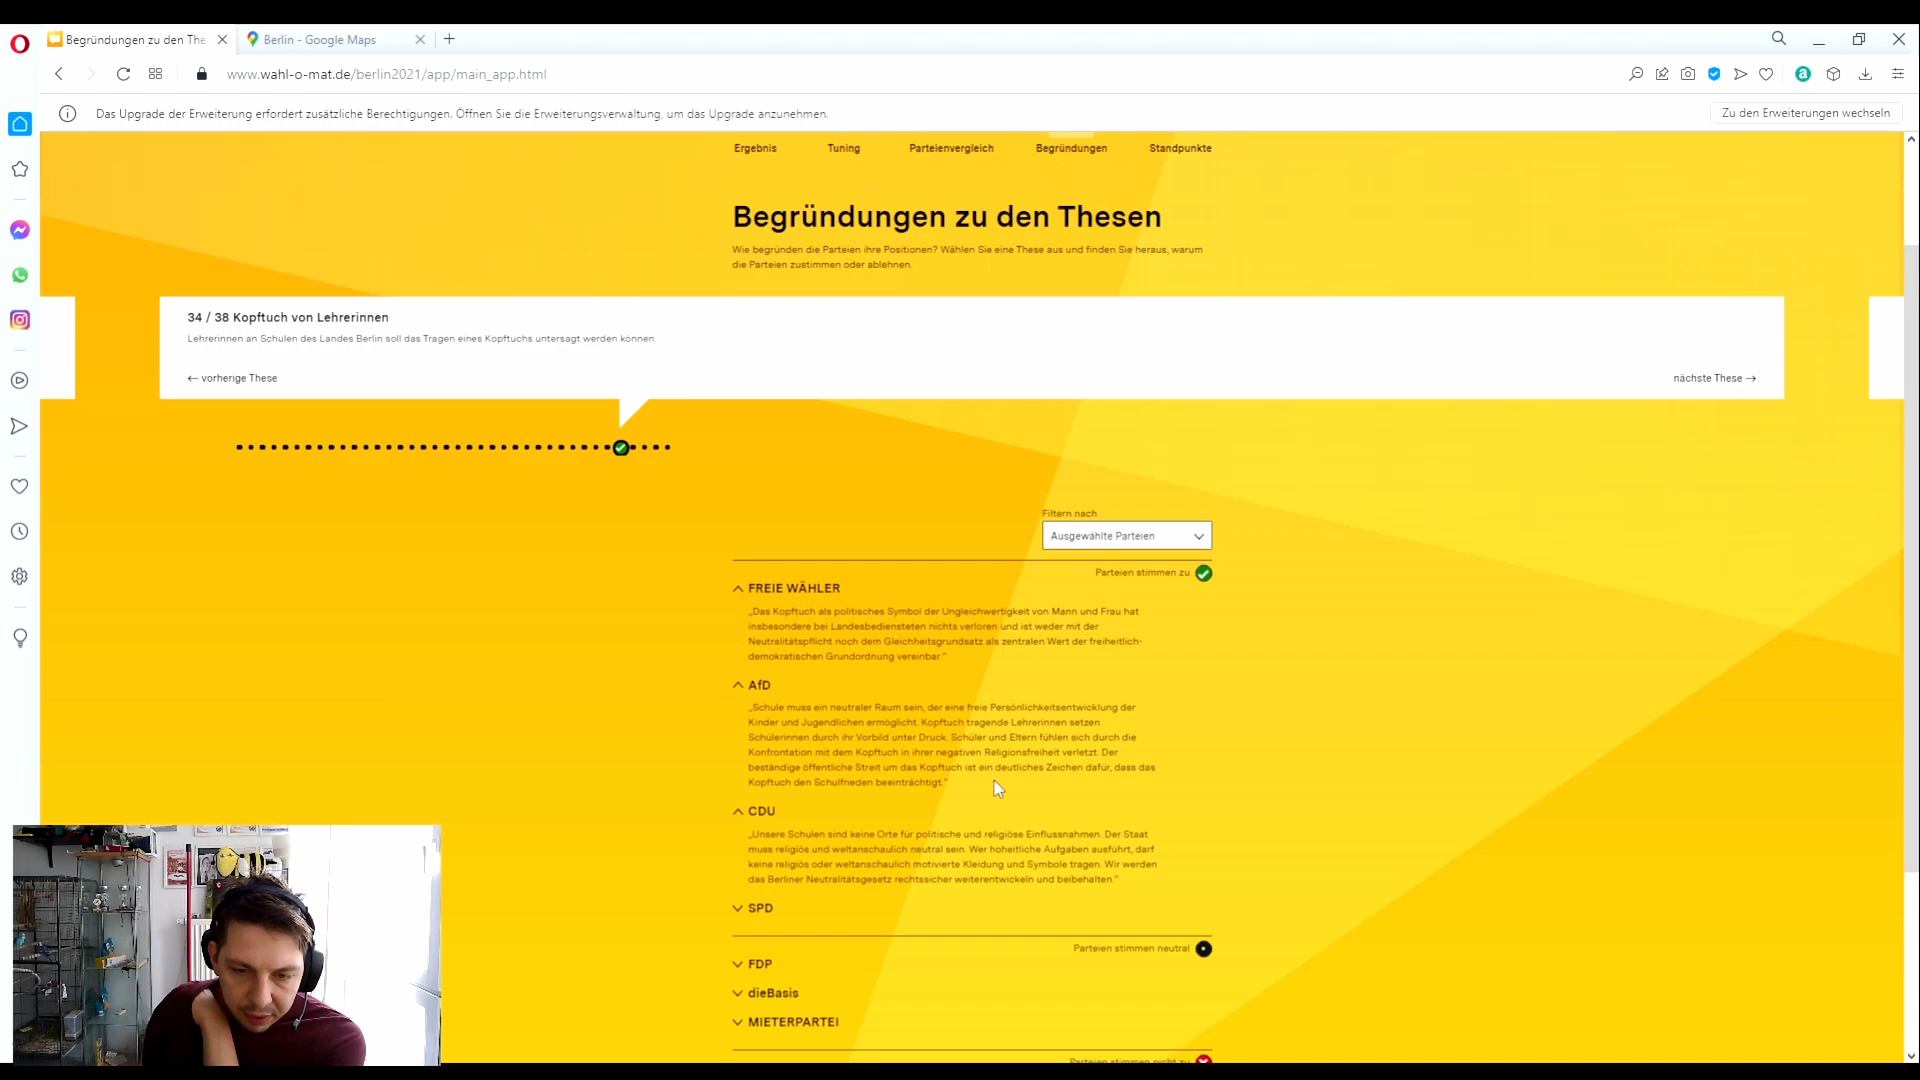 Begründungen zu den The
Berlin - Google Maps
www.wahl-o-mat.de/berlin2021/app/main_app.html
Das Upgrade der Erweiterung erfordert zusätzliche Berechtigungen. Öffnen Sie die Erweiterungsverwaltung, um das Upgrade anzunehmen.
Zu den Erweiterungen wechseln
Ergebnis Tuning Parteienvergleich Begründungen Standpunkte
Begründungen zu den Thesen
Wie begründen die Parteien ihre Positionen? Wählen Sie eine These aus und finden Sie heraus, warum
die Parteien zustimmen oder ablehnen.
34 / 38 Kopftuch von Lehrerinnen
Lehrerinnen an Schulen des Landes Berlin soll das Tragen eines Kopftuchs untersagt werden können.
← vorherige These
nächste These →
Filtern nach
Ausgewählte Parteien
Parteien stimmen zu
FREIE WÄHLER
„Das Kopftuch als politisches Symbol der Ungleichwertigkeit von Mann und Frau hat
insbesondere bei Landesbediensteten nichts verloren und ist weder mit der
Neutralitätspflicht noch dem Gleichheitsgrundsatz als zentralen Wert der freiheitlich-
demokratischen Grundordnung vereinbar.“
AfD
„Schule muss ein neutraler Raum sein, der eine freie Persönlichkeitsentwicklung der
Kinder und Jugendlichen ermöglicht. Kopftuch tragende Lehrerinnen setzen
Schülerinnen durch ihr Vorbild unter Druck. Schüler und Eltern fühlen sich durch die
Konfrontation mit dem Kopftuch in ihrer negativen Religionsfreiheit verletzt. Der
beständige öffentliche Streit um das Kopftuch ist ein deutliches Zeichen dafür, dass das
Kopftuch den Schulfrieden beeinträchtigt.“
CDU
„Unsere Schulen sind keine Orte für politische und religiöse Einflussnahmen. Der Staat
muss religiös und weltanschaulich neutral sein. Wer hoheitliche Aufgaben ausführt, darf
keine religiös oder weltanschaulich motivierte Kleidung und Symbole tragen. Wir werden
das Berliner Neutralitätsgesetz rechtssicher weiterentwickeln und beibehalten.“
SPD
Parteien stimmen neutral
FDP
dieBasis
MIETERPARTEI
Parteien stimmen nicht zu